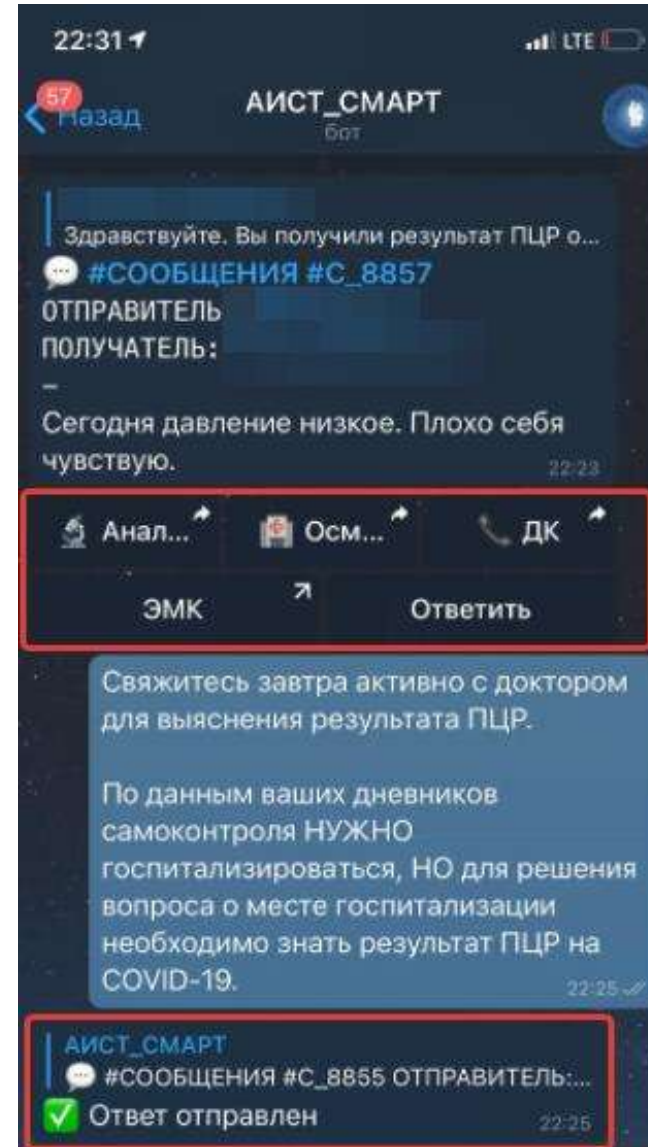 22:31
LTE
57
Назад
АИСТ_СМАРТ
бот
Здравствуйте. Вы получили результат ПЦР о...
#СООБЩЕНИЯ #С_8857
ОТПРАВИТЕЛЬ
ПОЛУЧАТЕЛЬ:
–
Сегодня давление низкое. Плохо себя
чувствую.
22:23
Анал...
Осм...
ДК
ЭМК
Ответить
Свяжитесь завтра активно с доктором
для выяснения результата ПЦР.
По данным ваших дневников
самоконтроля НУЖНО
госпитализироваться, НО для решения
вопроса о месте госпитализации
необходимо знать результат ПЦР на
COVID-19.
22:25
АИСТ_СМАРТ
#СООБЩЕНИЯ #С_8855 ОТПРАВИТЕЛЬ:...
Ответ отправлен
22:25